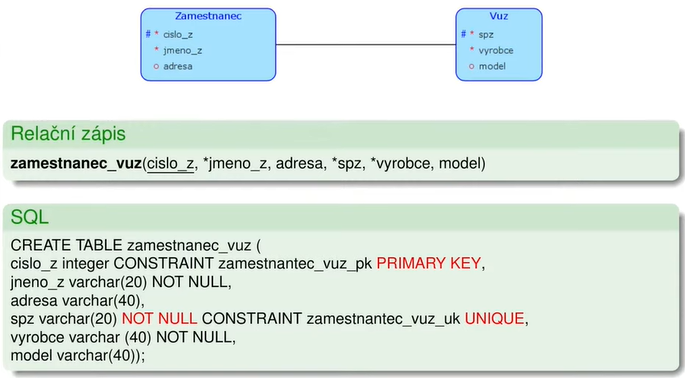 Zamestnanec
# * cislo_z
* jmeno_z
o adresa
Vuz
# * spz
* vyrobce
o model
Relační zápis
zamestnanec_vuz(cislo_z, *jmeno_z, adresa, *spz, *vyrobce, model)
SQL
CREATE TABLE zamestnanec_vuz (
cislo_z integer CONSTRAINT zamestnantec_vuz_pk PRIMARY KEY,
jneno_z varchar(20) NOT NULL,
adresa varchar(40),
spz varchar(20) NOT NULL CONSTRAINT zamestnantec_vuz_uk UNIQUE,
vyrobce varchar (40) NOT NULL,
model varchar(40));